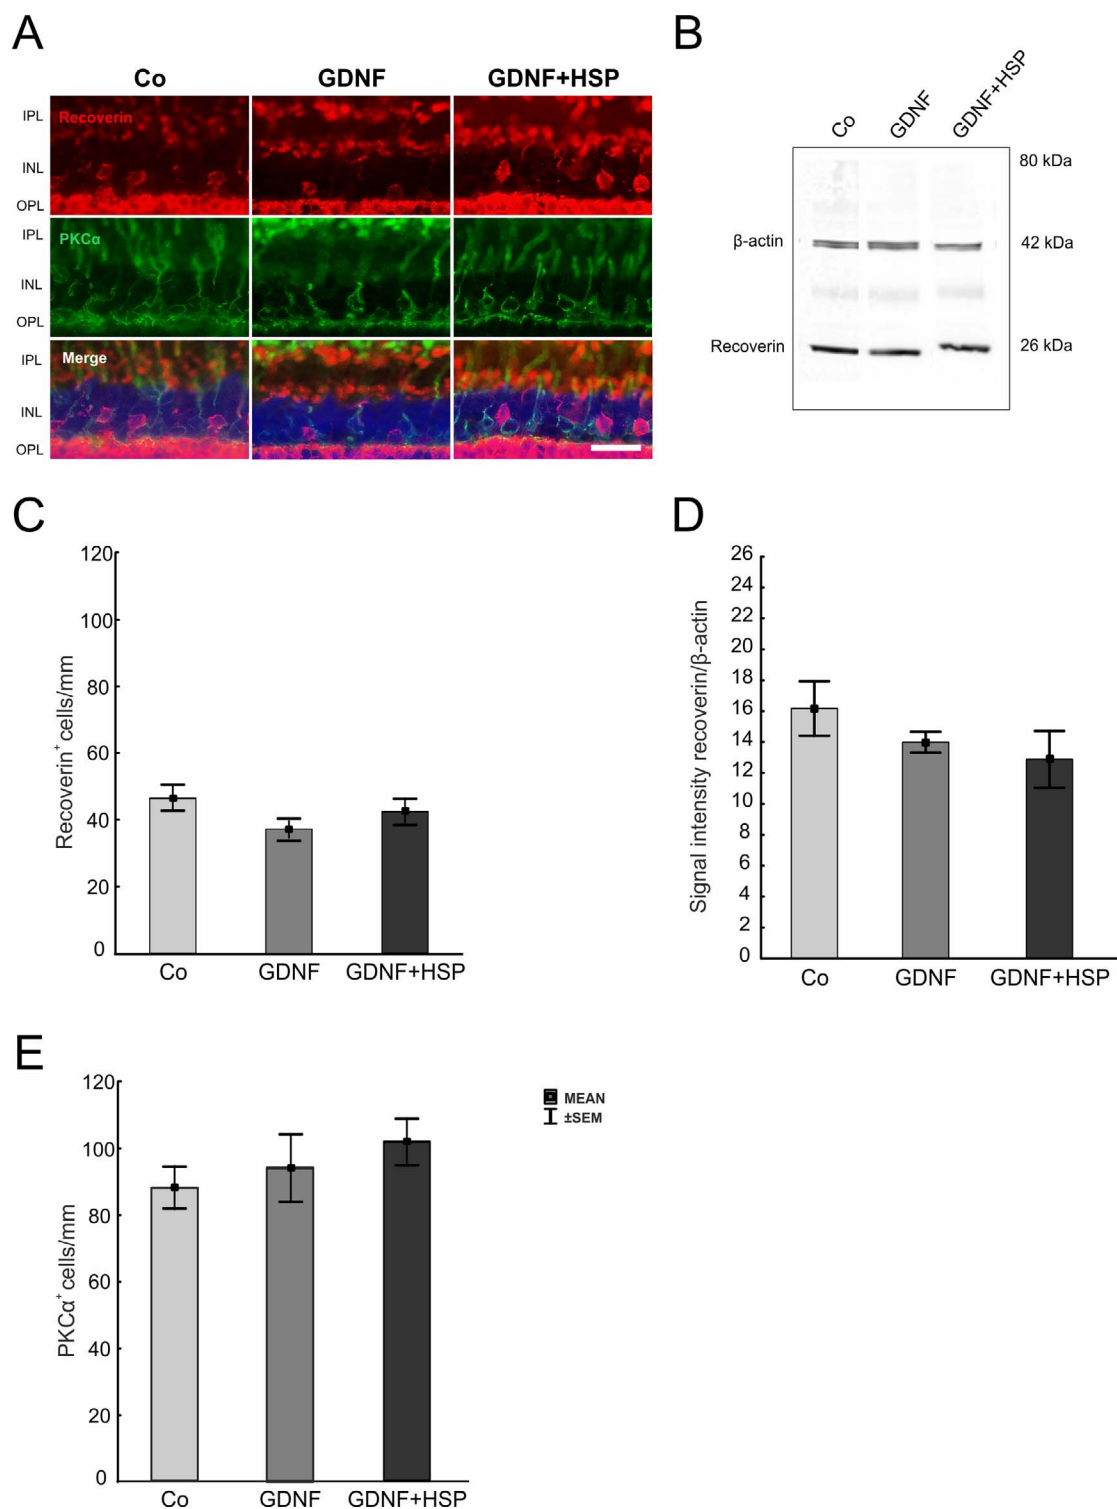 A
Co GDNF GDNF+HSP
IPL Recoverin
INL
OPL
IPL PKCα
INL
OPL
IPL Merge
INL
OPL
B
Co GDNF GDNF+HSP
80 kDa
β-actin 42 kDa
Recoverin 26 kDa
C
Recoverin⁺ cells/mm
120
100
80
60
40
20
0
Co GDNF GDNF+HSP
D
Signal intensity recoverin/β-actin
26
24
22
20
18
16
14
12
10
8
6
4
2
0
Co GDNF GDNF+HSP
E
PKCα⁺ cells/mm
120
100
80
60
40
20
0
Co GDNF GDNF+HSP
MEAN
±SEM